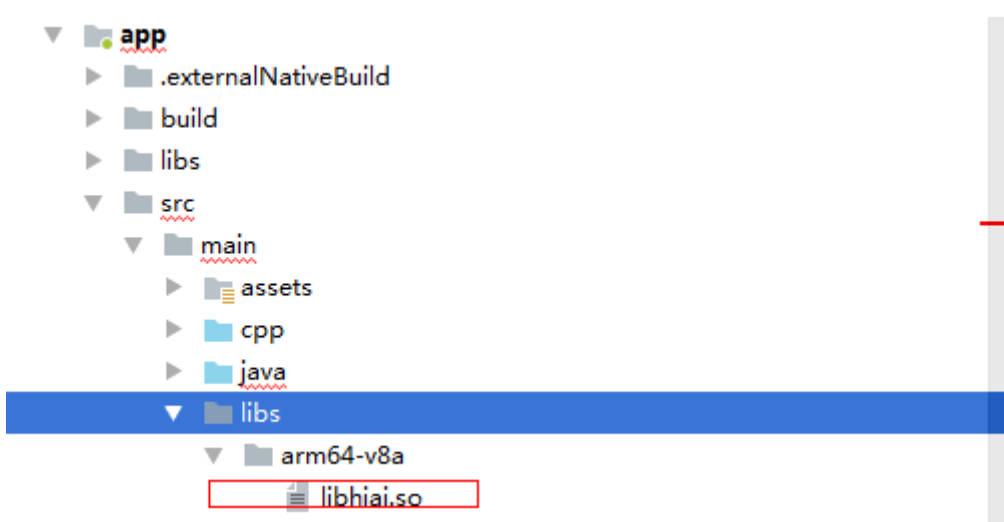 app
.externalNativeBuild
build
libs
src
main
assets
cpp
java
libs
arm64-v8a
libhiai.so